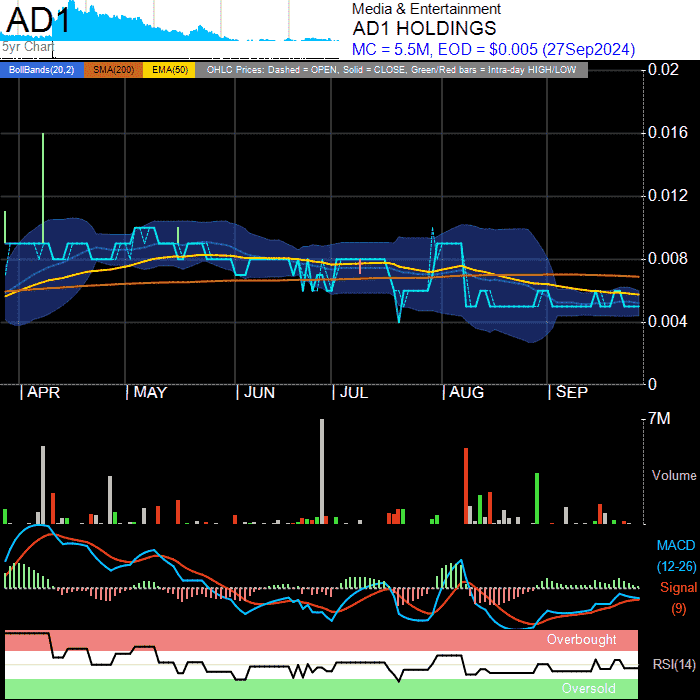 AD1
5yr Chart
Media & Entertainment
AD1 HOLDINGS
MC = 5.5M, EOD = $0.005 (27Sep2024)
BollBands(20,2) SMA(200) EMA(50) OHLC Prices: Dashed = OPEN, Solid = CLOSE, Green/Red bars = Intra-day HIGH/LOW
0.02
0.016
0.012
0.008
0.004
0
| APR | MAY | JUN | JUL | AUG | SEP
7M
Volume
MACD
(12-26)
Signal
(9)
Overbought
RSI(14)
Oversold